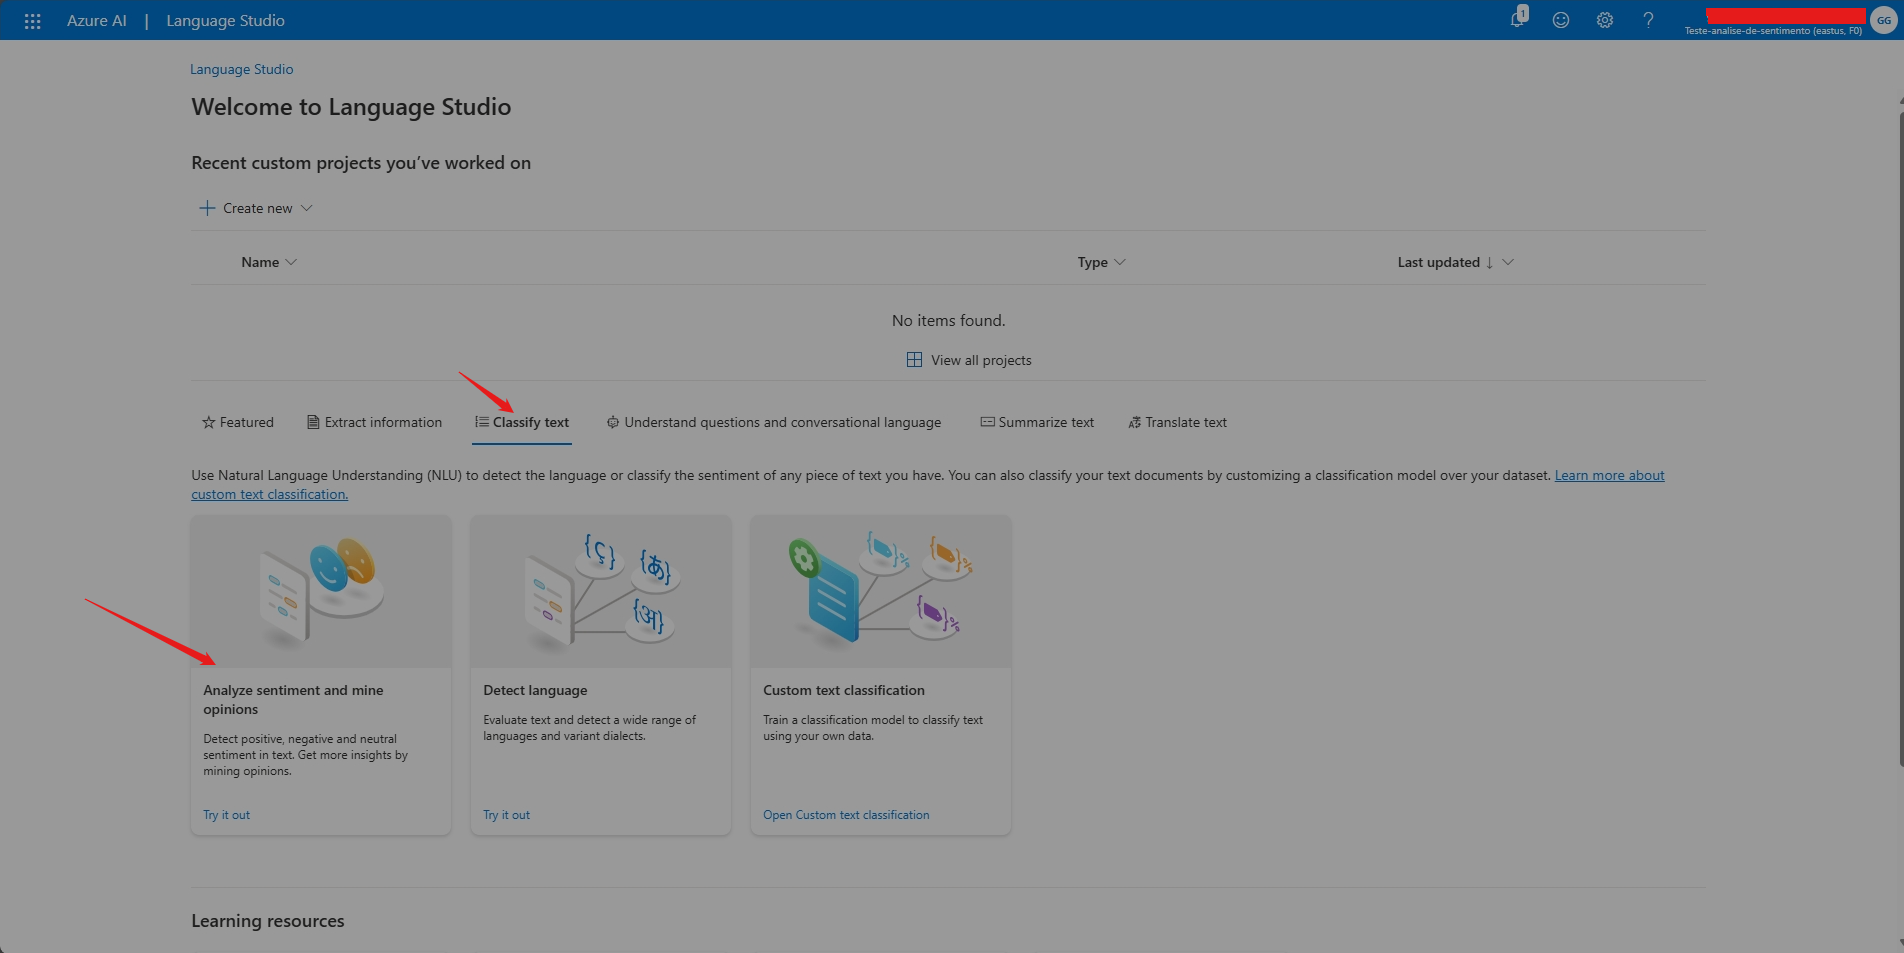 Azure AI | Language Studio
1
?
Teste-analise-de-sentimento (eastus, F0)
GG
Language Studio
Welcome to Language Studio
Recent custom projects you’ve worked on
Create new
Name Type Last updated ↓
No items found.
View all projects
Featured Extract information Classify text Understand questions and conversational language Summarize text Translate text
Use Natural Language Understanding (NLU) to detect the language or classify the sentiment of any piece of text you have. You can also classify your text documents by customizing a classification model over your dataset. Learn more about
custom text classification.
{ç}
{あ}
{अ}
{ }%
{ }%
{ }%
Analyze sentiment and mine
opinions
Detect positive, negative and neutral
sentiment in text. Get more insights by
mining opinions.
Try it out
Detect language
Evaluate text and detect a wide range of
languages and variant dialects.
Try it out
Custom text classification
Train a classification model to classify text
using your own data.
Open Custom text classification
Learning resources